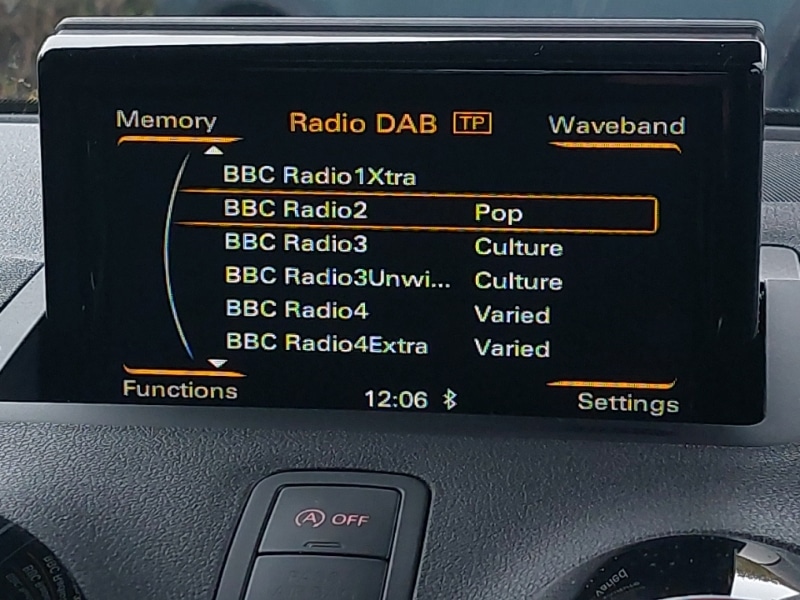 Memory Radio DAB TP Waveband
BBC Radio1Xtra
BBC Radio2 Pop
BBC Radio3 Culture
BBC Radio3Unwi... Culture
BBC Radio4 Varied
BBC Radio4Extra Varied
Functions 12:06 Settings
A OFF